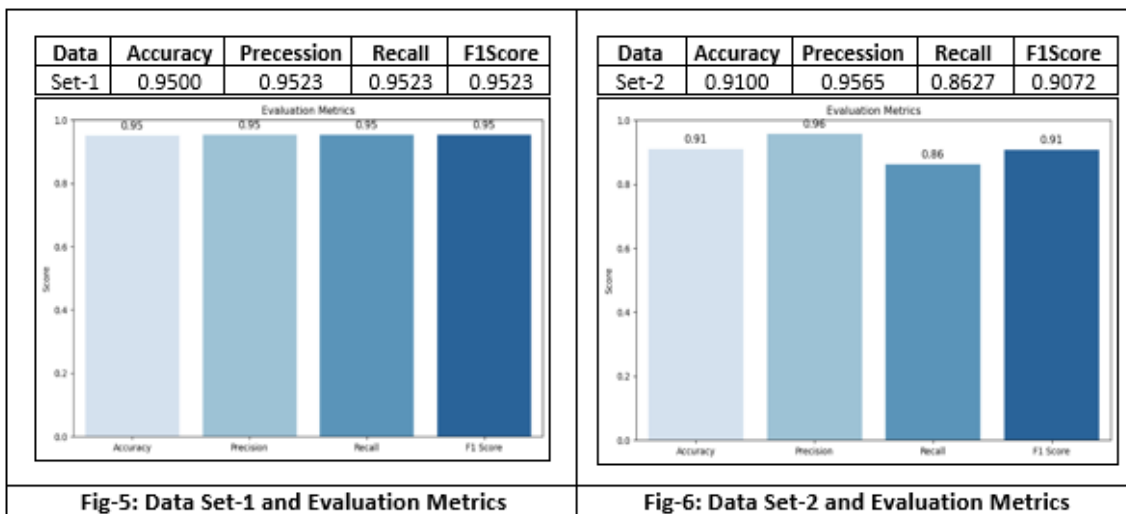 Data Accuracy Precession Recall F1Score
Set-1 0.9500 0.9523 0.9523 0.9523
Evaluation Metrics
1.0
0.8
0.6
0.4
0.2
0.0
Score
0.95 0.95 0.95 0.95
Accuracy Precision Recall F1 Score
Fig-5: Data Set-1 and Evaluation Metrics
Data Accuracy Precession Recall F1Score
Set-2 0.9100 0.9565 0.8627 0.9072
Evaluation Metrics
1.0
0.8
0.6
0.4
0.2
0.0
Score
0.91 0.96 0.86 0.91
Accuracy Precision Recall F1 Score
Fig-6: Data Set-2 and Evaluation Metrics